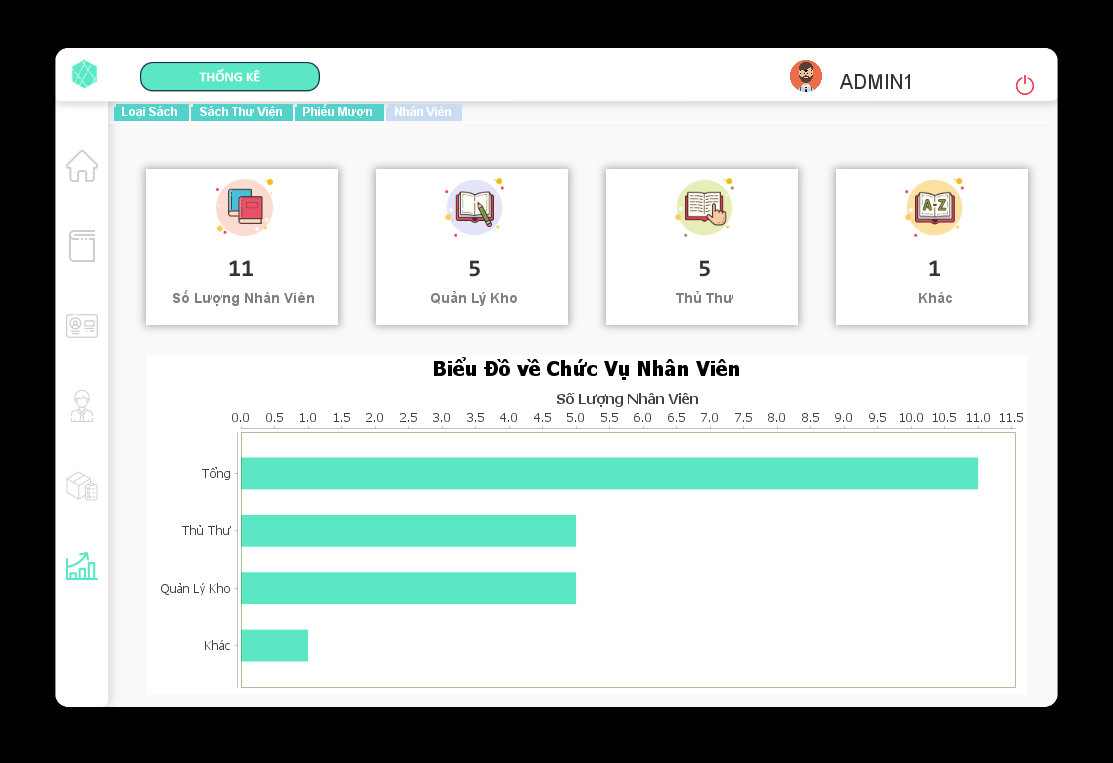 THỐNG KÊ
ADMIN1
Loại Sách Sách Thư Viện Phiếu Mượn Nhân Viên
A-Z
11 5 5 1
Số Lượng Nhân Viên Quản Lý Kho Thủ Thư Khác
Biểu Đồ về Chức Vụ Nhân Viên
Số Lượng Nhân Viên
0.0 0.5 1.0 1.5 2.0 2.5 3.0 3.5 4.0 4.5 5.0 5.5 6.0 6.5 7.0 7.5 8.0 8.5 9.0 9.5 10.0 10.5 11.0 11.5
Tổng
Thủ Thư
Quản Lý Kho
Khác